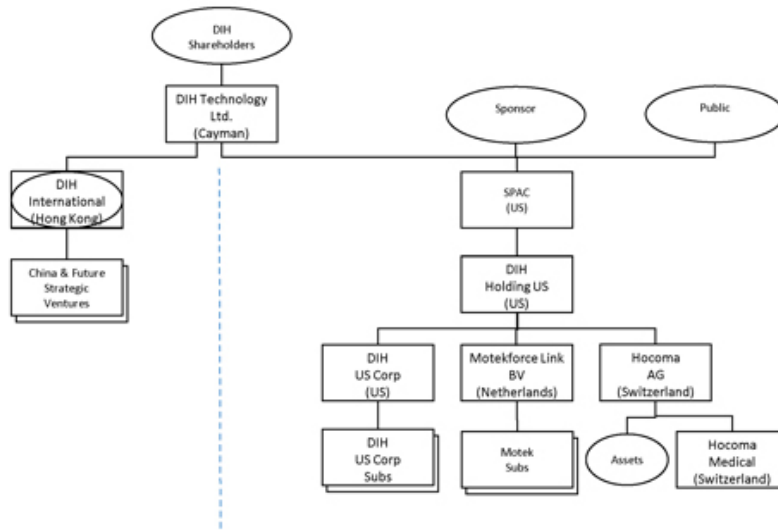 DIH
Shareholders
DIH Technology
Ltd.
(Cayman)
Sponsor
Public
DIH
International
(Hong Kong)
SPAC
(US)
China & Future
Strategic
Ventures
DIH
Holding US
(US)
DIH
US Corp
(US)
Motekforce Link
BV
(Netherlands)
Hocoma
AG
(Switzerland)
DIH
US Corp
Subs
Motek
Subs
Assets
Hocoma
Medical
(Switzerland)